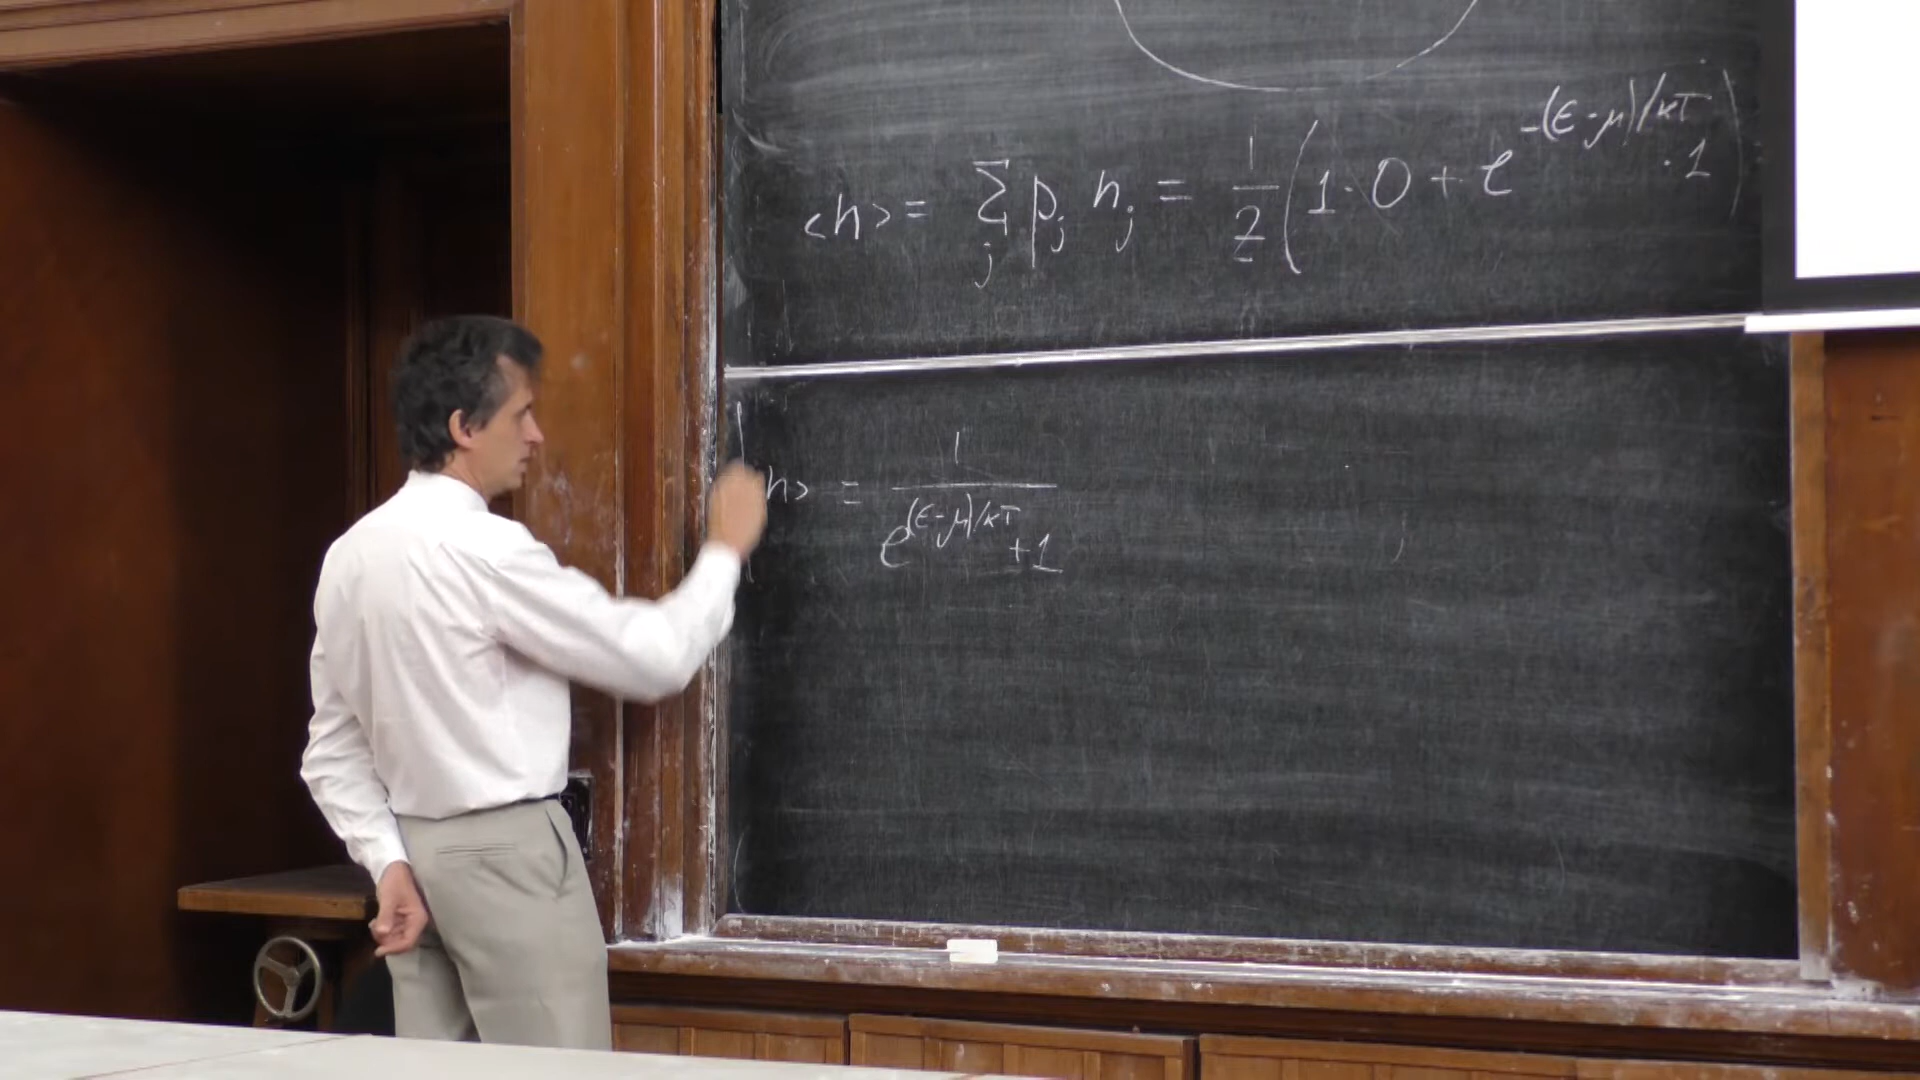 <n> = Σ_j p_j n_j = 1/Z (1·0 + e^{-(ε-μ)/kT}·1)
<n> = 1/(e^{(ε-μ)/kT}+1)